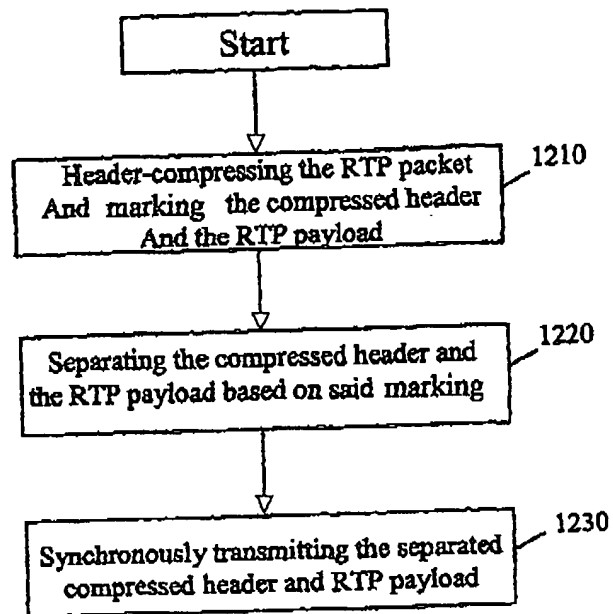 Start
Header-compressing the RTP packet
And marking the compressed header
And the RTP payload
1210
Separating the compressed header and
the RTP payload based on said marking
1220
Synchronously transmitting the separated
compressed header and RTP payload
1230